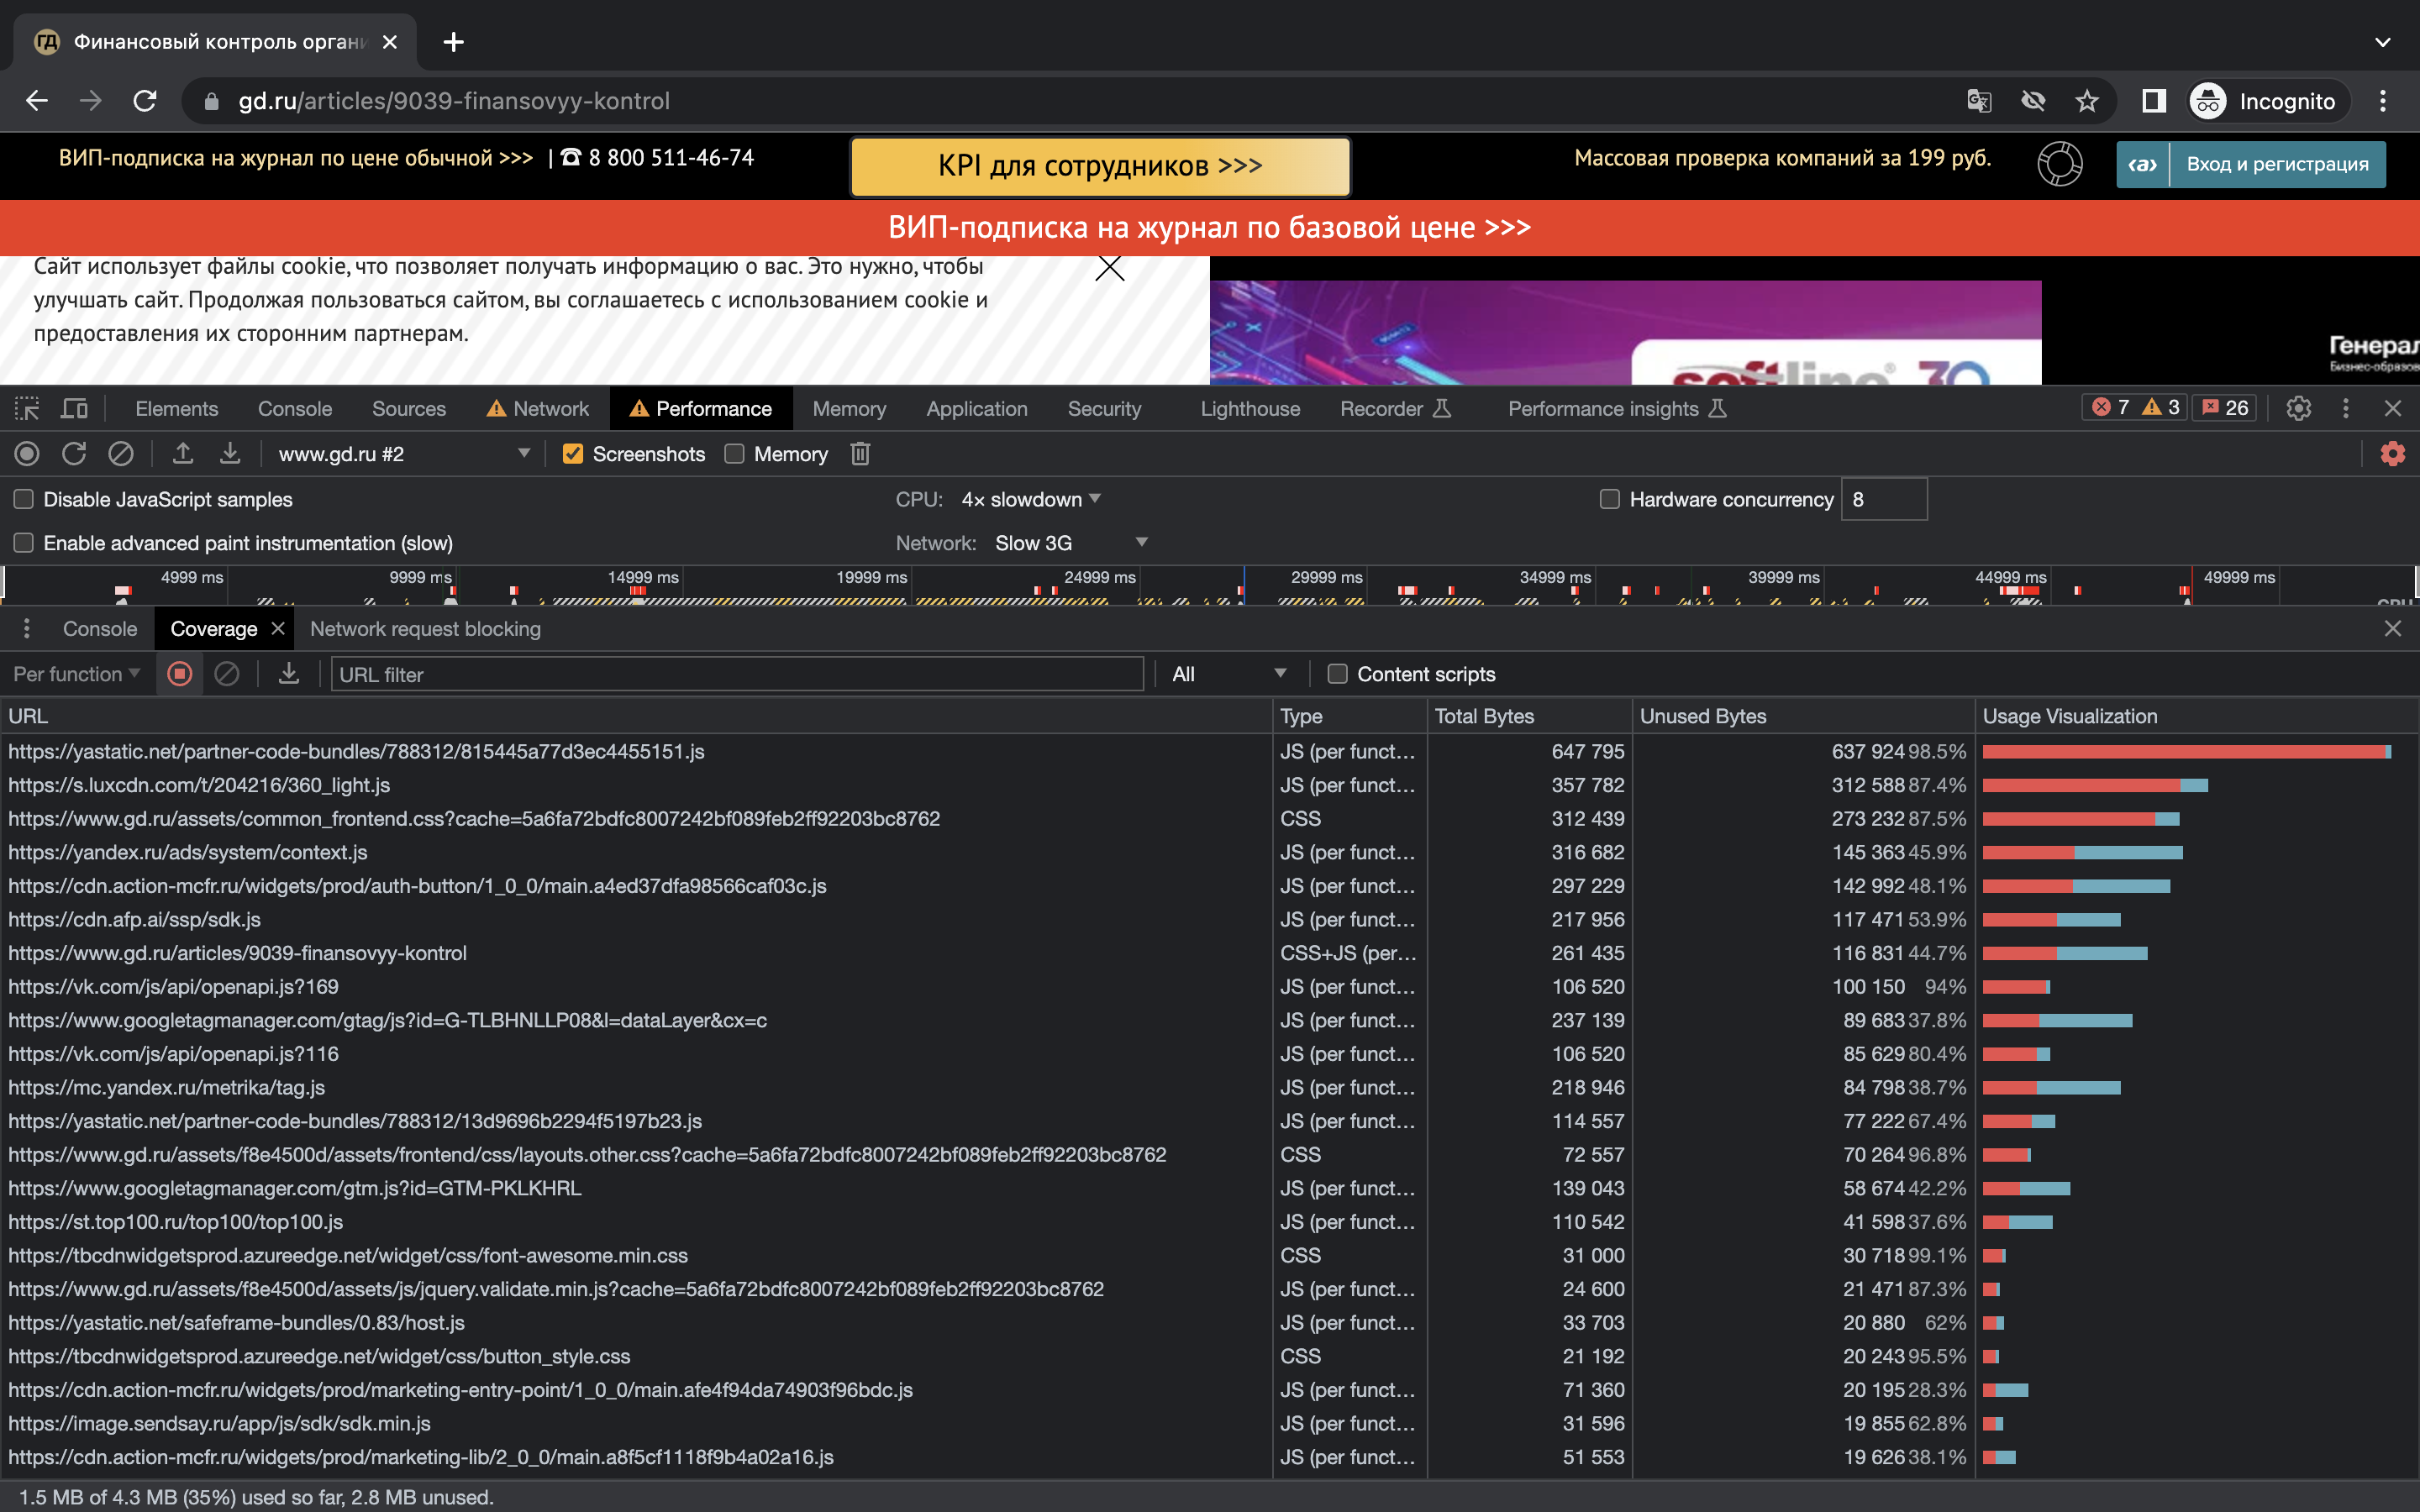 ГД Финансовый контроль органи
gd.ru/articles/9039-finansovyy-kontrol
Incognito
ВИП-подписка на журнал по цене обычной >>> | ☎ 8 800 511-46-74
KPI для сотрудников >>>
Массовая проверка компаний за 199 руб.
‹a› Вход и регистрация
ВИП-подписка на журнал по базовой цене >>>
Сайт использует файлы cookie, что позволяет получать информацию о вас. Это нужно, чтобы
улучшать сайт. Продолжая пользоваться сайтом, вы соглашаетесь с использованием cookie и
предоставления их сторонним партнерам.
softline® 30
Генерал
Бизнес-образов
Elements Console Sources Network Performance Memory Application Security Lighthouse Recorder Performance insights 7 3 26
www.gd.ru #2 Screenshots Memory
Disable JavaScript samples CPU: 4× slowdown Hardware concurrency 8
Enable advanced paint instrumentation (slow) Network: Slow 3G
4999 ms 9999 ms 14999 ms 19999 ms 24999 ms 29999 ms 34999 ms 39999 ms 44999 ms 49999 ms
CPU
Console Coverage Network request blocking
Per function URL filter All Content scripts
URL Type Total Bytes Unused Bytes Usage Visualization
https://yastatic.net/partner-code-bundles/788312/815445a77d3ec4455151.js JS (per funct… 647 795 637 924 98.5%
https://s.luxcdn.com/t/204216/360_light.js JS (per funct… 357 782 312 588 87.4%
https://www.gd.ru/assets/common_frontend.css?cache=5a6fa72bdfc8007242bf089feb2ff92203bc8762 CSS 312 439 273 232 87.5%
https://yandex.ru/ads/system/context.js JS (per funct… 316 682 145 363 45.9%
https://cdn.action-mcfr.ru/widgets/prod/auth-button/1_0_0/main.a4ed37dfa98566caf03c.js JS (per funct… 297 229 142 992 48.1%
https://cdn.afp.ai/ssp/sdk.js JS (per funct… 217 956 117 471 53.9%
https://www.gd.ru/articles/9039-finansovyy-kontrol CSS+JS (per… 261 435 116 831 44.7%
https://vk.com/js/api/openapi.js?169 JS (per funct… 106 520 100 150 94%
https://www.googletagmanager.com/gtag/js?id=G-TLBHNLLP08&l=dataLayer&cx=c JS (per funct… 237 139 89 683 37.8%
https://vk.com/js/api/openapi.js?116 JS (per funct… 106 520 85 629 80.4%
https://mc.yandex.ru/metrika/tag.js JS (per funct… 218 946 84 798 38.7%
https://yastatic.net/partner-code-bundles/788312/13d9696b2294f5197b23.js JS (per funct… 114 557 77 222 67.4%
https://www.gd.ru/assets/f8e4500d/assets/frontend/css/layouts.other.css?cache=5a6fa72bdfc8007242bf089feb2ff92203bc8762 CSS 72 557 70 264 96.8%
https://www.googletagmanager.com/gtm.js?id=GTM-PKLKHRL JS (per funct… 139 043 58 674 42.2%
https://st.top100.ru/top100/top100.js JS (per funct… 110 542 41 598 37.6%
https://tbcdnwidgetsprod.azureedge.net/widget/css/font-awesome.min.css CSS 31 000 30 718 99.1%
https://www.gd.ru/assets/f8e4500d/assets/js/jquery.validate.min.js?cache=5a6fa72bdfc8007242bf089feb2ff92203bc8762 JS (per funct… 24 600 21 471 87.3%
https://yastatic.net/safeframe-bundles/0.83/host.js JS (per funct… 33 703 20 880 62%
https://tbcdnwidgetsprod.azureedge.net/widget/css/button_style.css CSS 21 192 20 243 95.5%
https://cdn.action-mcfr.ru/widgets/prod/marketing-entry-point/1_0_0/main.afe4f94da74903f96bdc.js JS (per funct… 71 360 20 195 28.3%
https://image.sendsay.ru/app/js/sdk/sdk.min.js JS (per funct… 31 596 19 855 62.8%
https://cdn.action-mcfr.ru/widgets/prod/marketing-lib/2_0_0/main.a8f5cf1118f9b4a02a16.js JS (per funct… 51 553 19 626 38.1%
1.5 MB of 4.3 MB (35%) used so far, 2.8 MB unused.